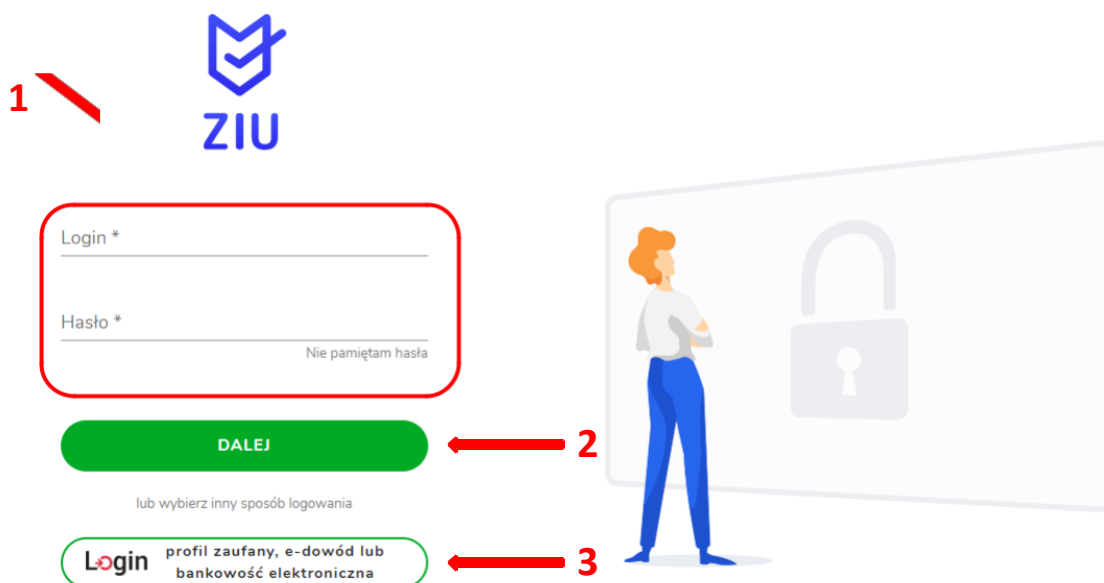 1
ZIU
Login *
Hasło *
Nie pamiętam hasła
DALEJ
2
lub wybierz inny sposób logowania
Login
profil zaufany, e-dowód lub
bankowość elektroniczna
3